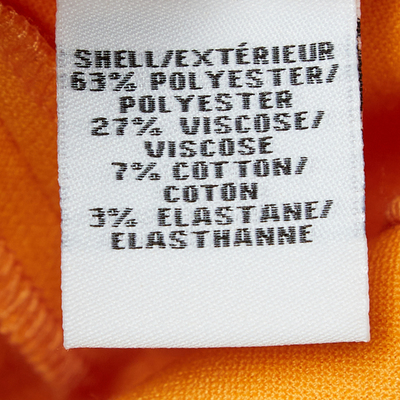 SHELL/EXTÉRIEUR
63% POLYESTER/
POLYESTER
27% VISCOSE/
VISCOSE
7% COTTON/
COTON
3% ELASTANE/
ELASTHANNE